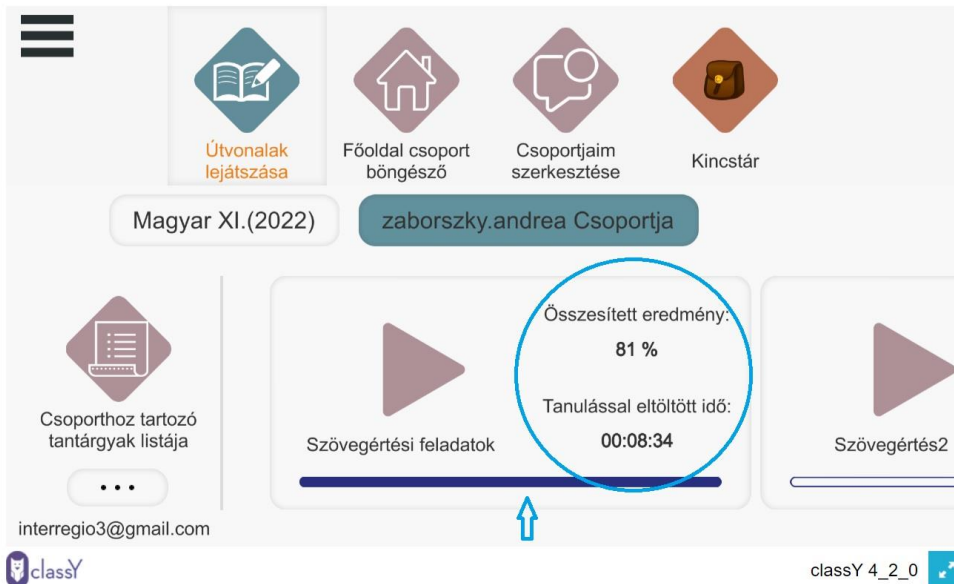 Útvonalak
lejátszása
Főoldal csoport
böngésző
Csoportjaim
szerkesztése
Kincstár
Magyar XI.(2022)
zaborszky.andrea Csoportja
Csoporthoz tartozó
tantárgyak listája
...
interregio3@gmail.com
Szövegértési feladatok
Összesített eredmény:
81 %
Tanulással eltöltött idő:
00:08:34
Szövegértés2
classY
classY 4_2_0